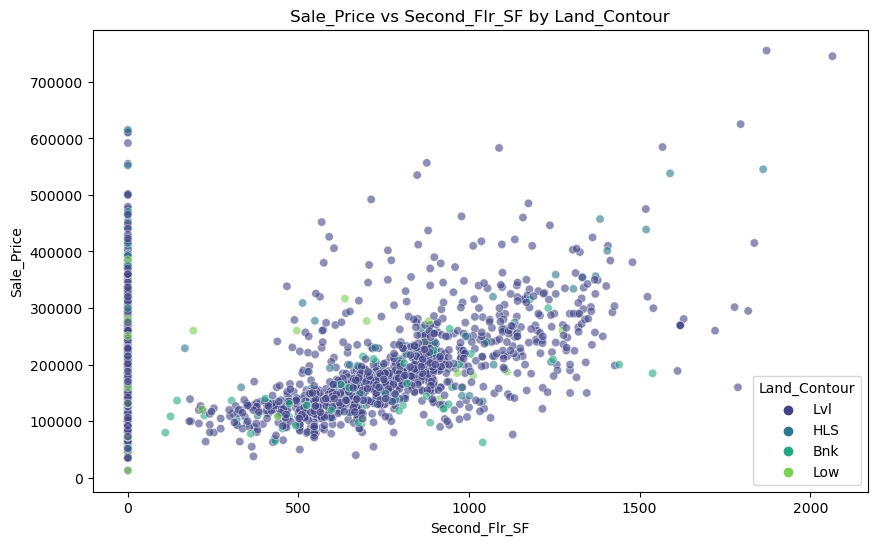 Sale_Price vs Second_Flr_SF by Land_Contour
Sale_Price
700000
600000
500000
400000
300000
200000
100000
0
0 500 1000 1500 2000
Second_Flr_SF
Land_Contour
Lvl
HLS
Bnk
Low